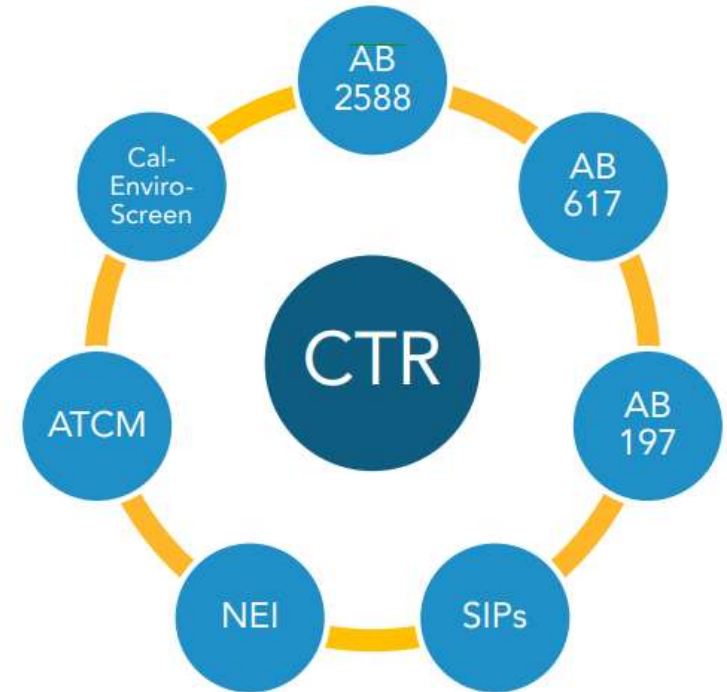 AB
2588
AB
617
AB
197
SIPs
NEI
ATCM
Cal-
Enviro-
Screen
CTR